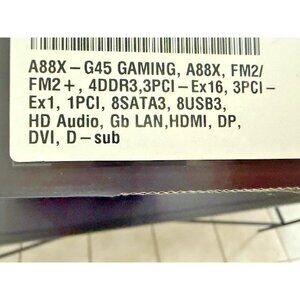 A88X-G45 GAMING, A88X, FM2/
FM2+, 4DDR3,3PCI-Ex16, 3PCI-
Ex1, 1PCI, 8SATA3, 8USB3,
HD Audio, Gb LAN,HDMI, DP,
DVI, D-sub